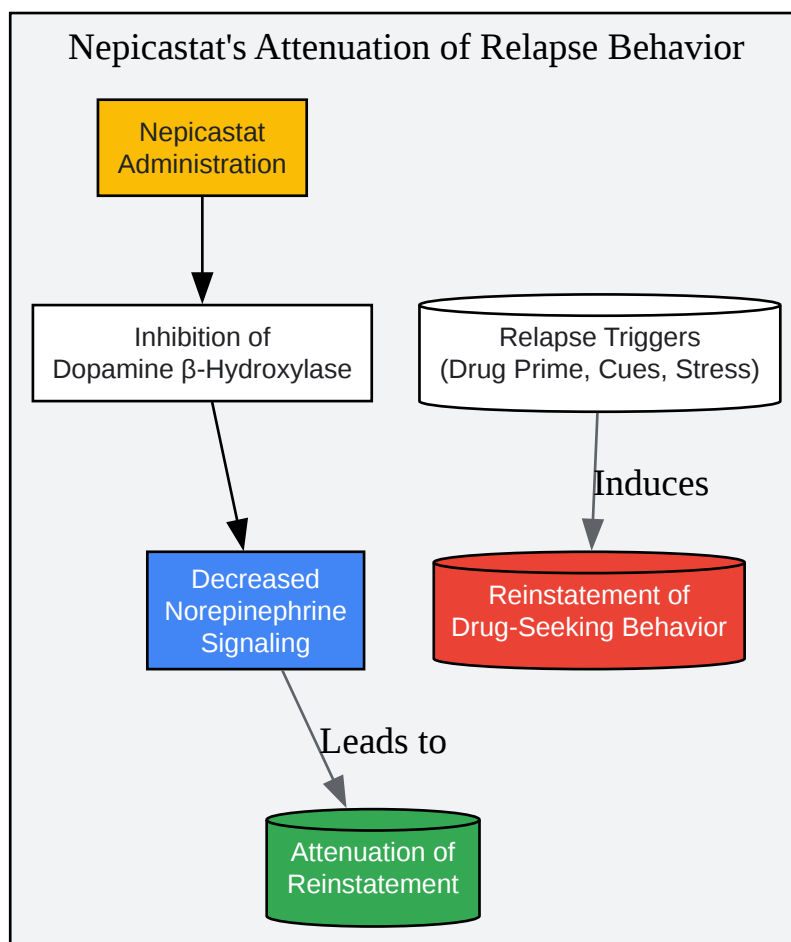 Nepicastat's Attenuation of Relapse Behavior
Nepicastat
Administration
Inhibition of
Dopamine β-Hydroxylase
Relapse Triggers
(Drug Prime, Cues, Stress)
Induces
Decreased
Norepinephrine
Signaling
Reinstatement of
Drug-Seeking Behavior
Leads to
Attenuation of
Reinstatement